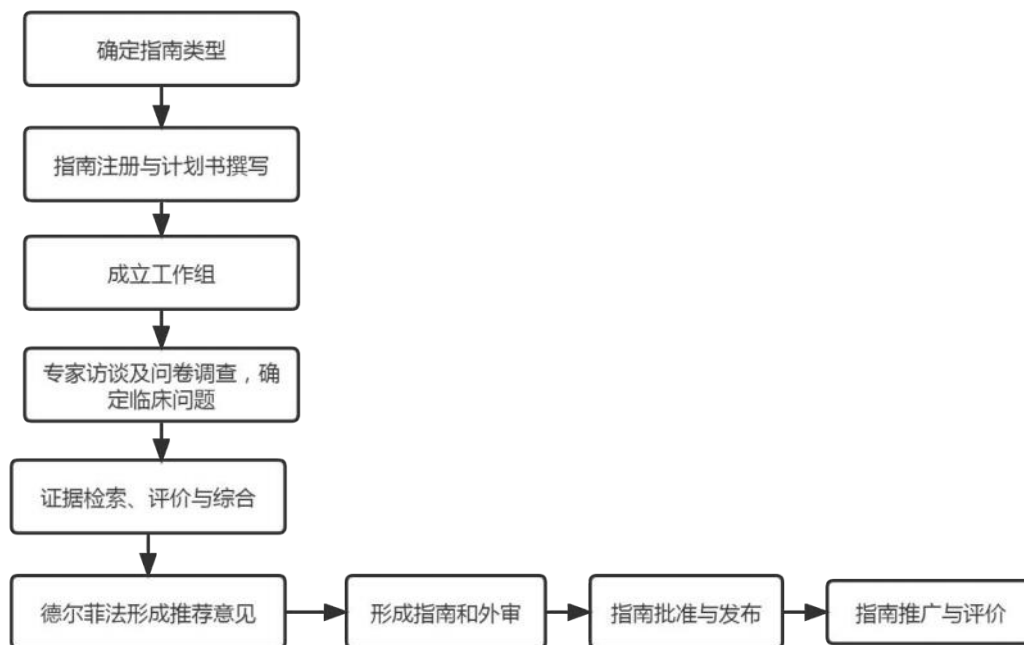 确定指南类型
指南注册与计划书撰写
成立工作组
专家访谈及问卷调查，确
定临床问题
证据检索、评价与综合
德尔菲法形成推荐意见
形成指南和外审
指南批准与发布
指南推广与评价